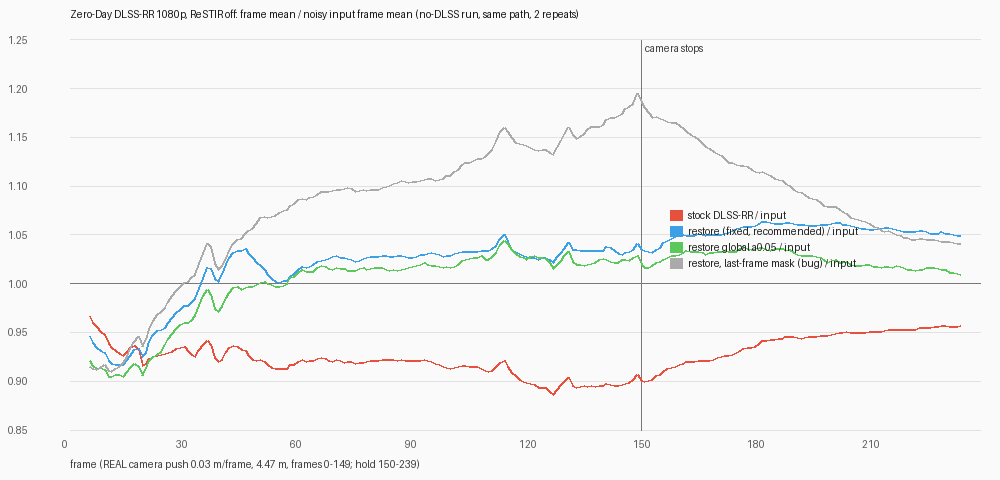 Zero-Day DLSS-RR 1080p, ReSTIR off: frame mean / noisy input frame mean (no-DLSS run, same path, 2 repeats)
1.25
camera stops
1.20
1.15
1.10
stock DLSS-RR / input
restore (fixed, recommended) / input
1.05
restore global a0.05 / input
restore, last-frame mask (bug) / input
1.00
0.95
0.90
0.85
0 30 60 90 120 150 180 210
frame (REAL camera push 0.03 m/frame, 4.47 m, frames 0-149; hold 150-239)